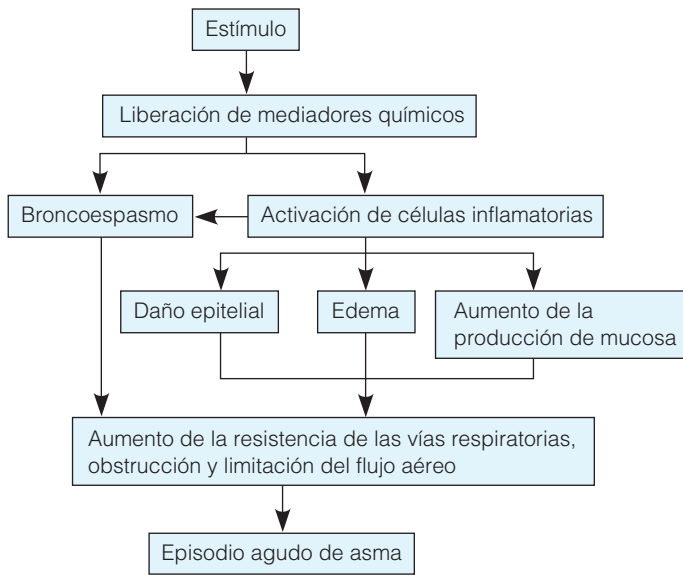 Estímulo
Liberación de mediadores químicos
Broncoespasmo
Activación de células inflamatorias
Daño epitelial
Edema
Aumento de la
producción de mucosa
Aumento de la resistencia de las vías respiratorias,
obstrucción y limitación del flujo aéreo
Episodio agudo de asma